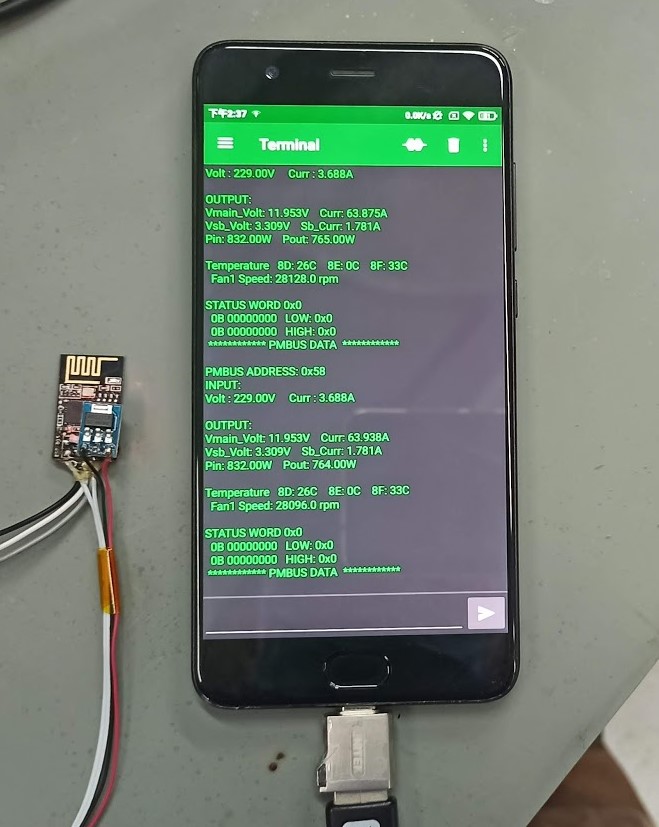 下午2:37 0.0K/s
Terminal
Volt : 229.00V Curr : 3.688A
OUTPUT:
Vmain_Volt: 11.953V Curr: 63.875A
Vsb_Volt: 3.309V Sb_Curr: 1.781A
Pin: 832.00W Pout: 765.00W
Temperature 8D: 26C 8E: 0C 8F: 33C
Fan1 Speed: 28128.0 rpm
STATUS WORD 0x0
0B 00000000 LOW: 0x0
0B 00000000 HIGH: 0x0
************ PMBUS DATA ************
PMBUS ADDRESS: 0x58
INPUT:
Volt : 229.00V Curr : 3.688A
OUTPUT:
Vmain_Volt: 11.953V Curr: 63.938A
Vsb_Volt: 3.309V Sb_Curr: 1.781A
Pin: 832.00W Pout: 764.00W
Temperature 8D: 26C 8E: 0C 8F: 33C
Fan1 Speed: 28096.0 rpm
STATUS WORD 0x0
0B 00000000 LOW: 0x0
0B 00000000 HIGH: 0x0
************ PMBUS DATA ************